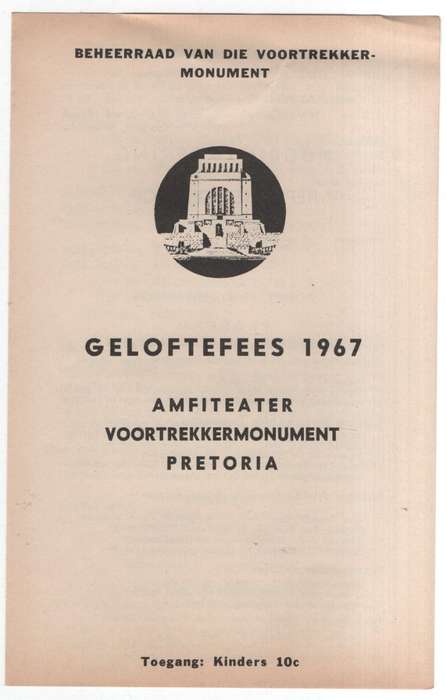 BEHEERRAAD VAN DIE VOORTREKKER-
MONUMENT
GELOFTEFEES 1967
AMFITEATER
VOORTREKKERMONUMENT
PRETORIA
Toegang: Kinders 10c